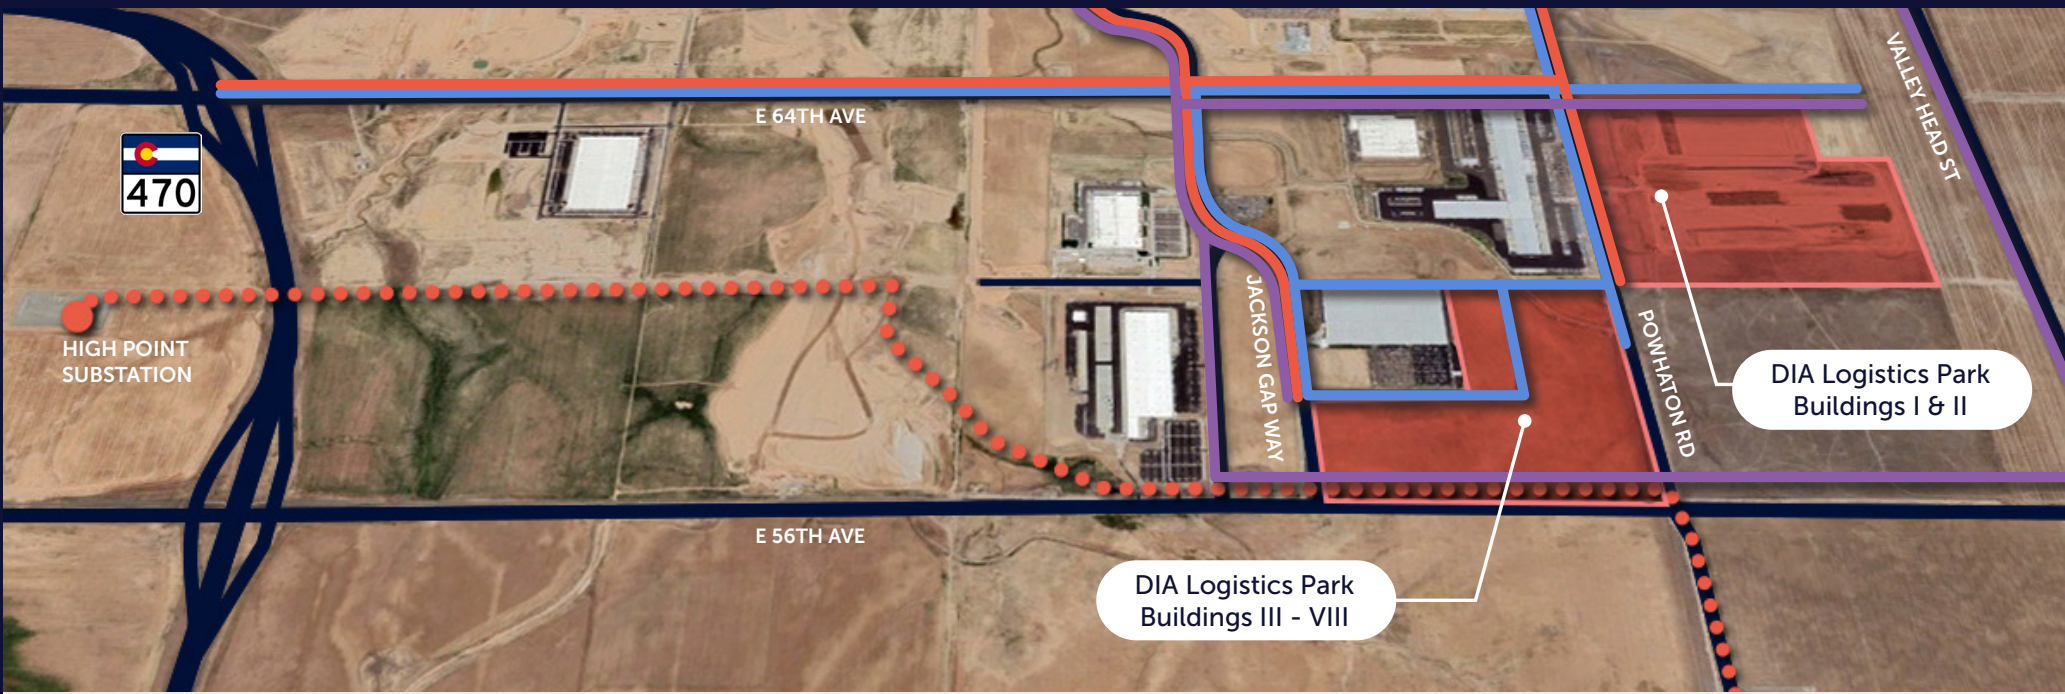 E 64TH AVE
VALLEY HEAD ST
470
HIGH POINT
SUBSTATION
JACKSON GAP WAY
POWHATON RD
DIA Logistics Park
Buildings I & II
E 56TH AVE
DIA Logistics Park
Buildings III - VIII